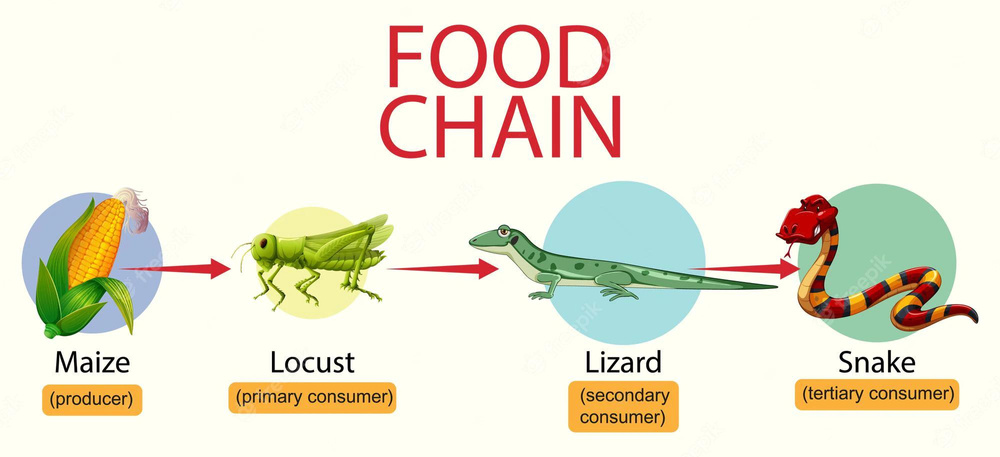 FOOD
CHAIN
Maize
(producer)
Locust
(primary consumer)
Lizard
(secondary
consumer)
Snake
(tertiary consumer)